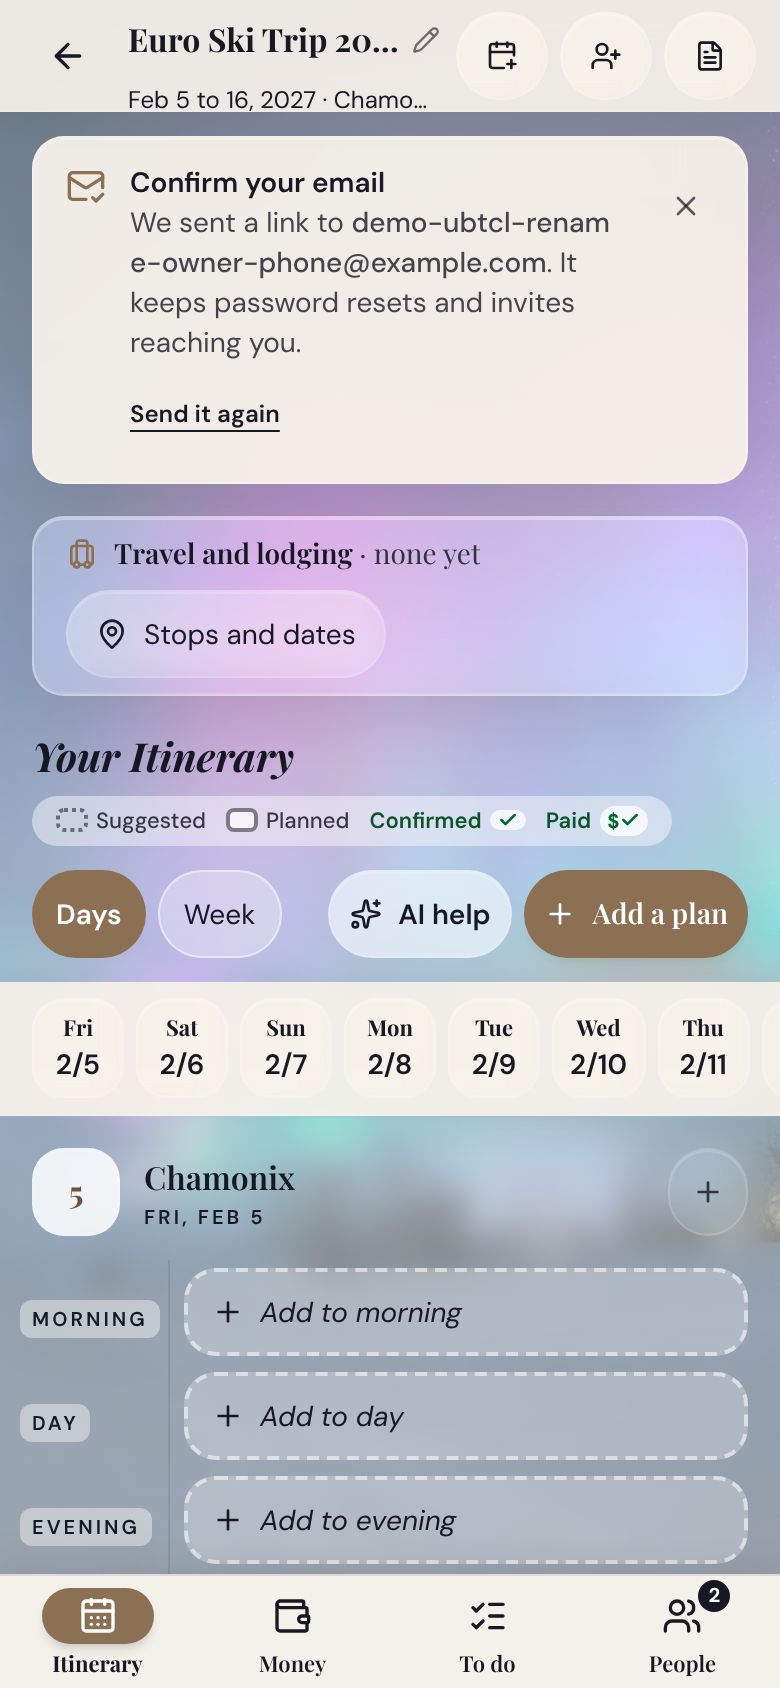 Euro Ski Trip 20...
Feb 5 to 16, 2027 · Chamo...
Confirm your email
We sent a link to demo-ubtcl-renam
e-owner-phone@example.com. It
keeps password resets and invites
reaching you.
Send it again
Travel and lodging · none yet
Stops and dates
Your Itinerary
Suggested Planned Confirmed Paid $
Days Week AI help Add a plan
Fri Sat Sun Mon Tue Wed Thu
2/5 2/6 2/7 2/8 2/9 2/10 2/11
5 Chamonix
FRI, FEB 5
MORNING Add to morning
DAY Add to day
EVENING Add to evening
2
Itinerary Money To do People